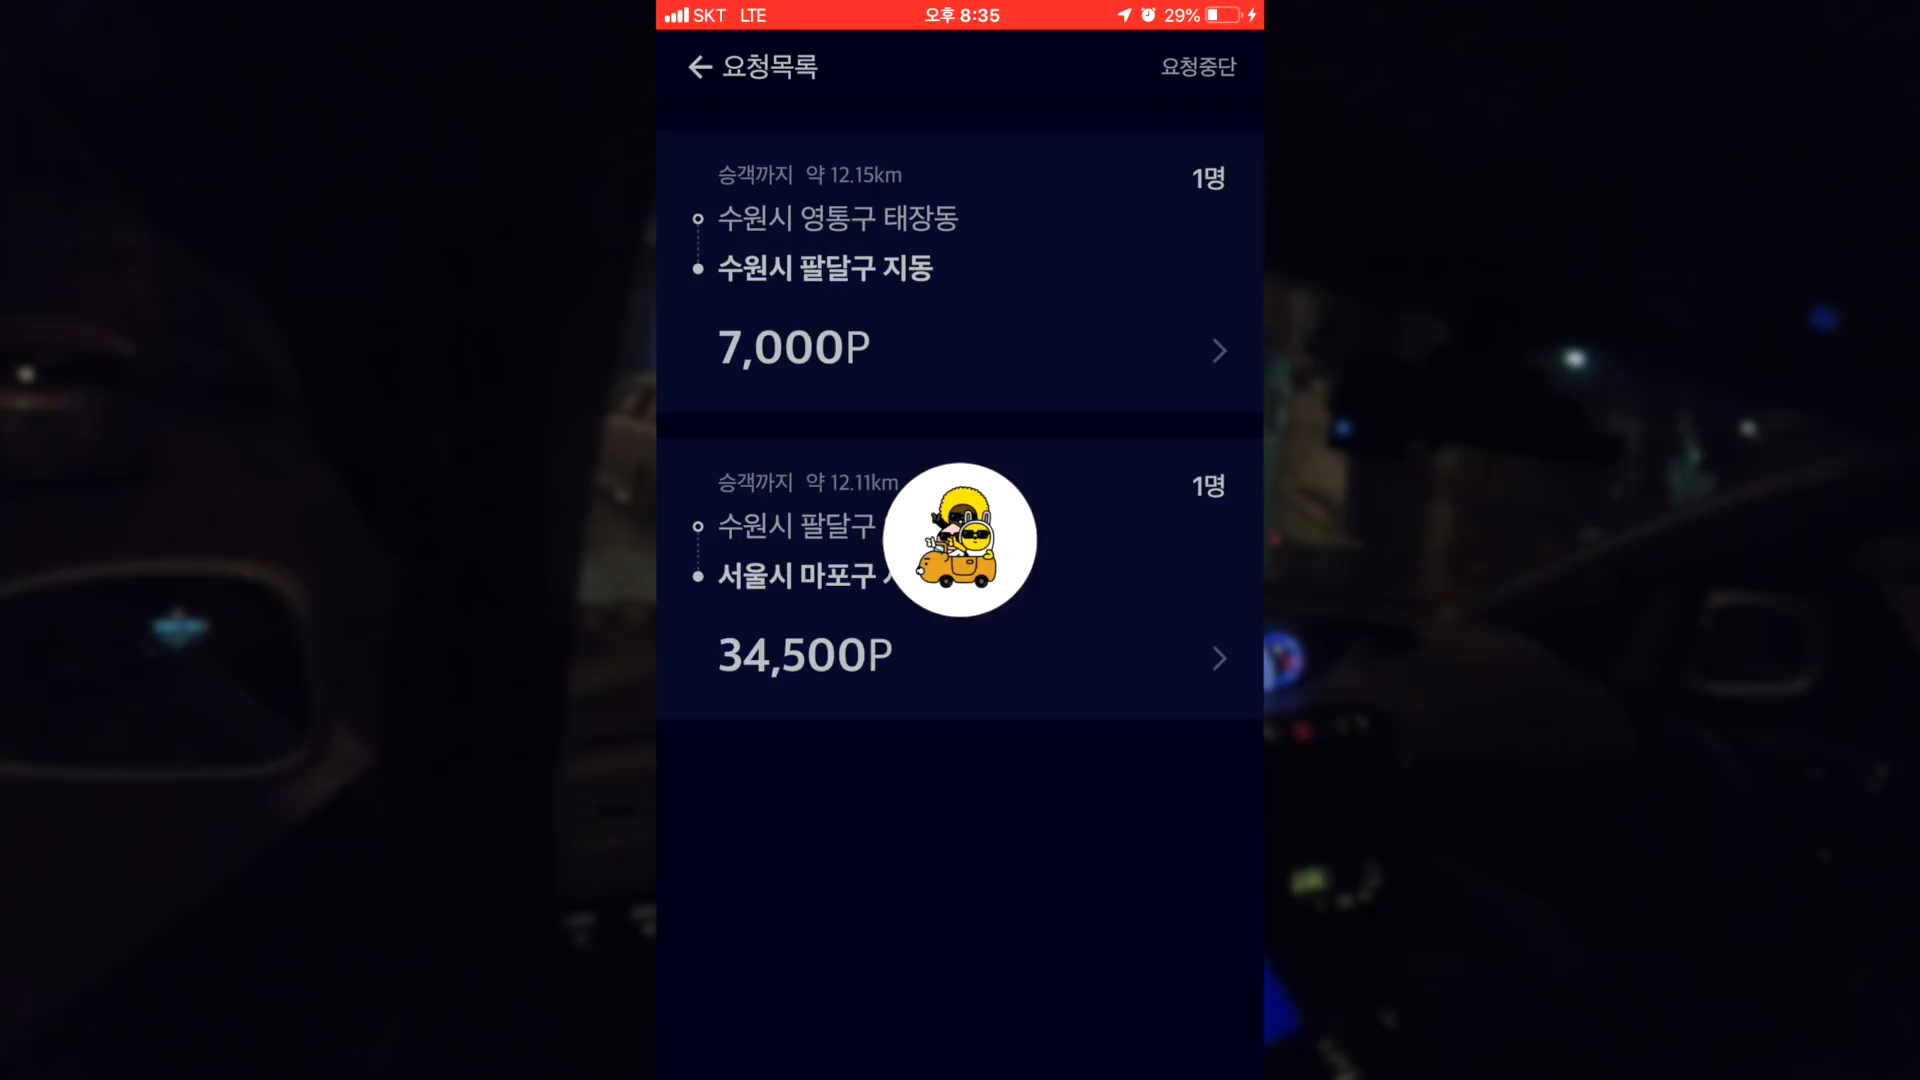 SKT LTE 오후 8:35 29%
요청목록 요청중단
승객까지 약 12.15km 1명
수원시 영통구 태장동
수원시 팔달구 지동
7,000P
승객까지 약 12.11km 1명
수원시 팔달구
서울시 마포구
34,500P